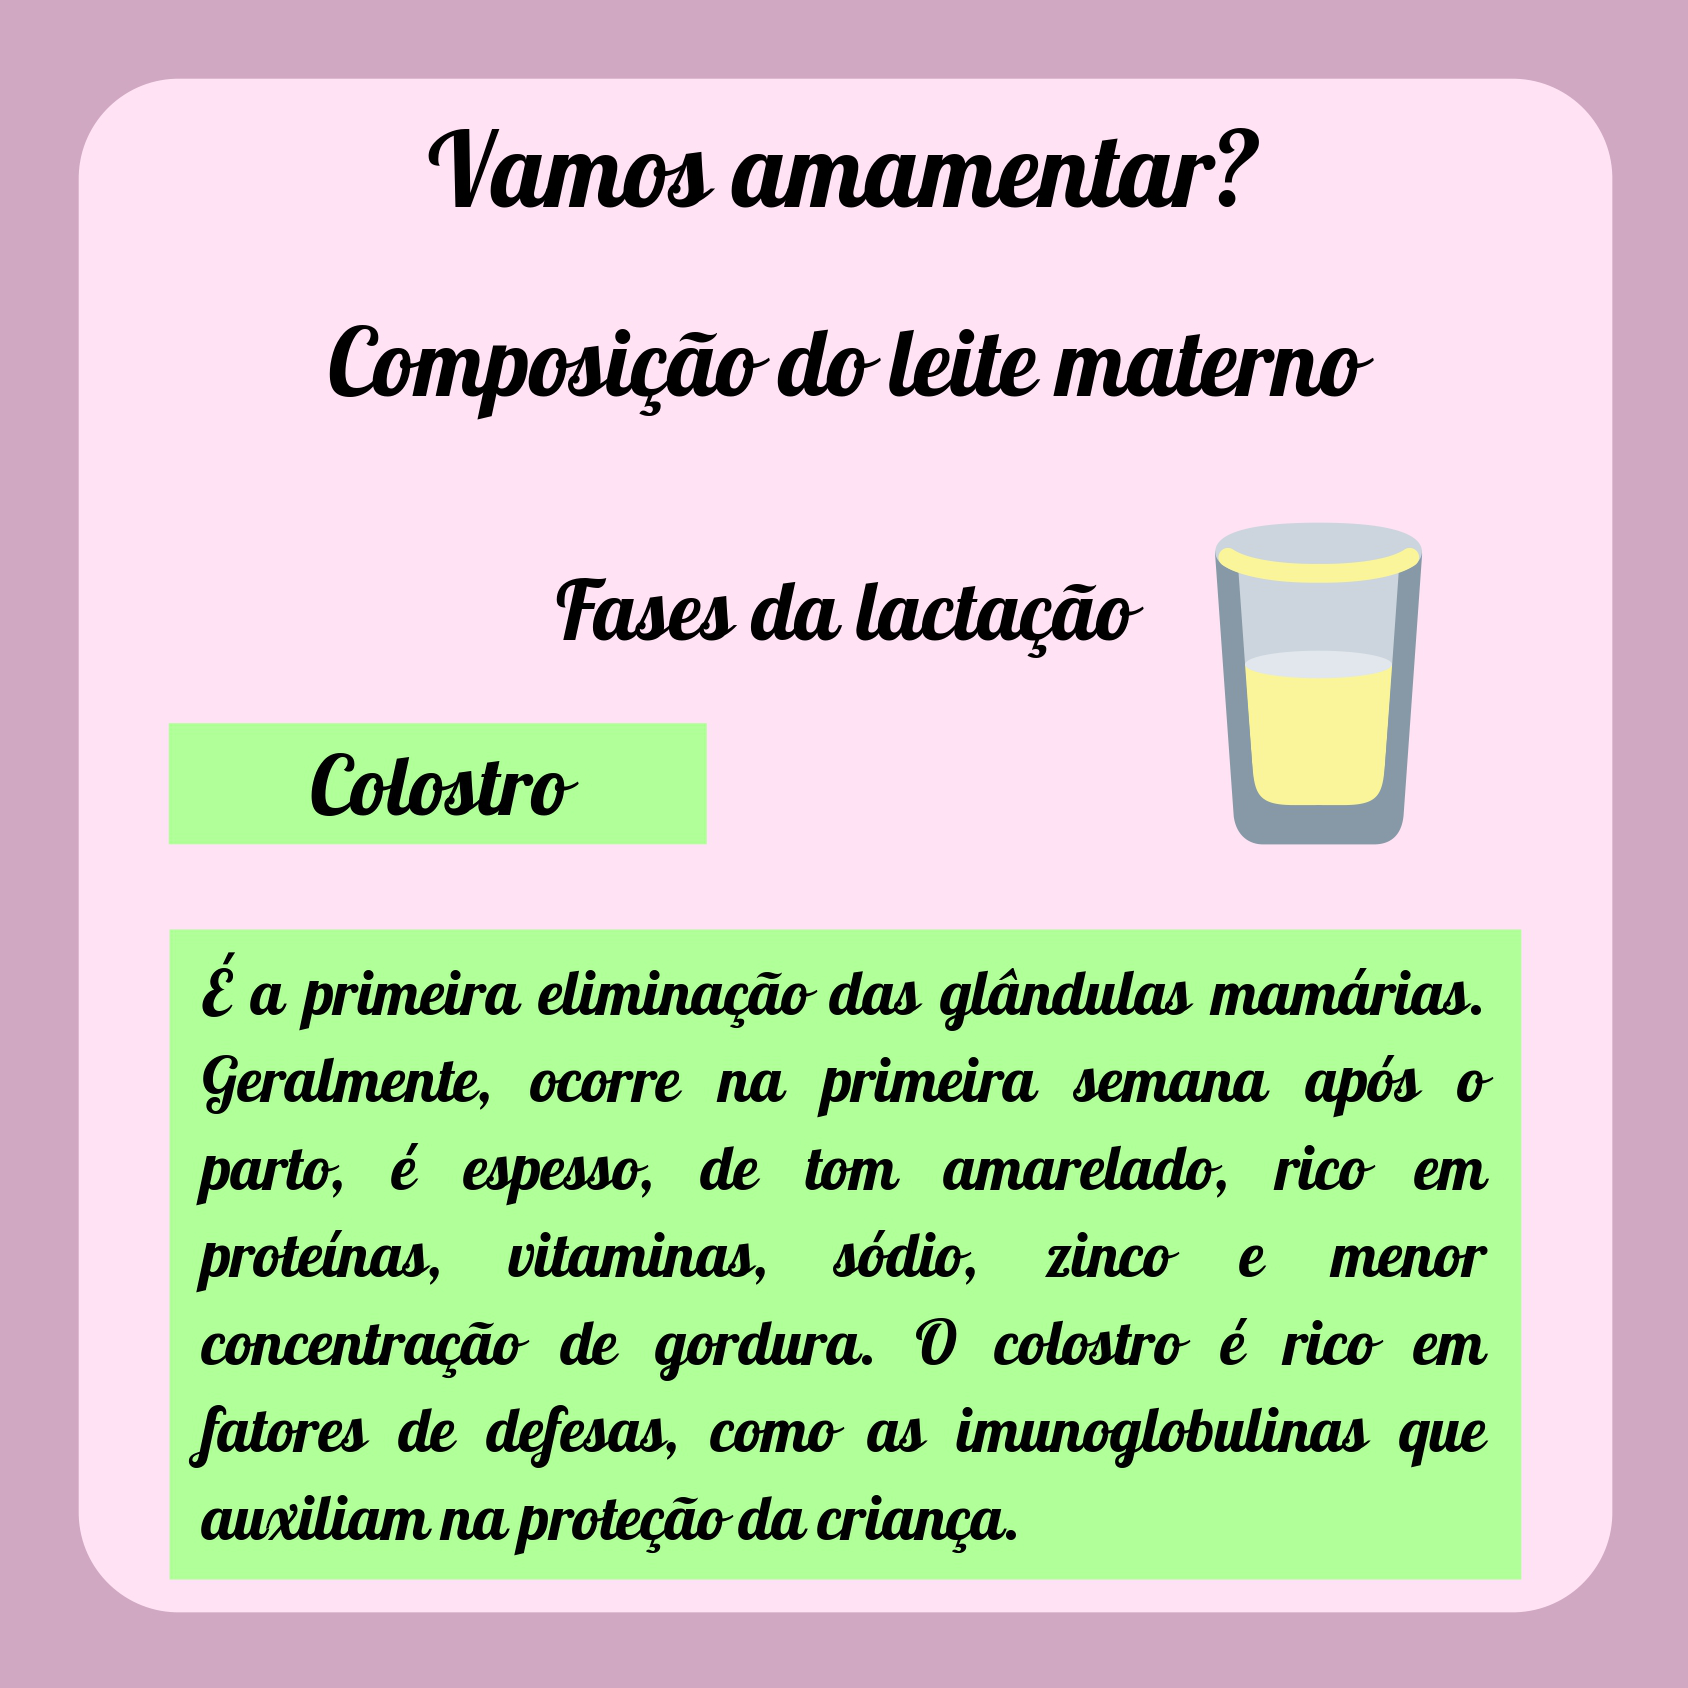 Vamos amamentar?
Composição do leite materno
Fases da lactação
Colostro
É a primeira eliminação das glândulas mamárias.
Geralmente, ocorre na primeira semana após o
parto, é espesso, de tom amarelado, rico em
proteínas, vitaminas, sódio, zinco e menor
concentração de gordura. O colostro é rico em
fatores de defesas, como as imunoglobulinas que
auxiliam na proteção da criança.